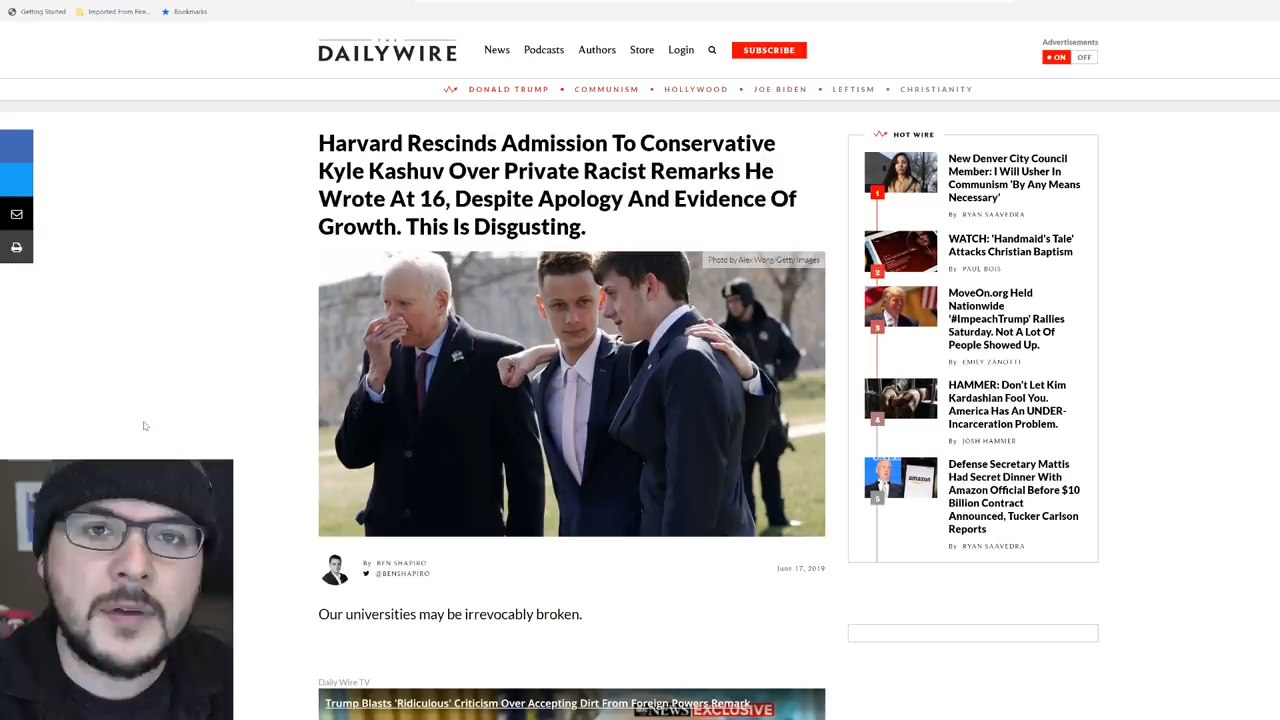 Getting Started
Imported From Fire...
Bookmarks
THE
DAILYWIRE
News
Podcasts
Authors
Store
Login
SUBSCRIBE
Advertisements
ON
OFF
DONALD TRUMP • COMMUNISM • HOLLYWOOD • JOE BIDEN • LEFTISM • CHRISTIANITY
Harvard Rescinds Admission To Conservative
Kyle Kashuv Over Private Racist Remarks He
Wrote At 16, Despite Apology And Evidence Of
Growth. This Is Disgusting.
Photo by Alex Wong/Getty Images
By BEN SHAPIRO
@BENSHAPIRO
June 17, 2019
Our universities may be irrevocably broken.
Daily Wire TV
Trump Blasts 'Ridiculous' Criticism Over Accepting Dirt From Foreign Powers Remark
NEWS EXCLUSIVE
HOT WIRE
1
New Denver City Council
Member: I Will Usher In
Communism 'By Any Means
Necessary'
By RYAN SAAVEDRA
2
WATCH: 'Handmaid's Tale'
Attacks Christian Baptism
By PAUL BOIS
3
MoveOn.org Held
Nationwide
'#ImpeachTrump' Rallies
Saturday. Not A Lot Of
People Showed Up.
By EMILY ZANOTTI
4
HAMMER: Don't Let Kim
Kardashian Fool You.
America Has An UNDER-
Incarceration Problem.
By JOSH HAMMER
amazon
5
Defense Secretary Mattis
Had Secret Dinner With
Amazon Official Before $10
Billion Contract
Announced, Tucker Carlson
Reports
By RYAN SAAVEDRA